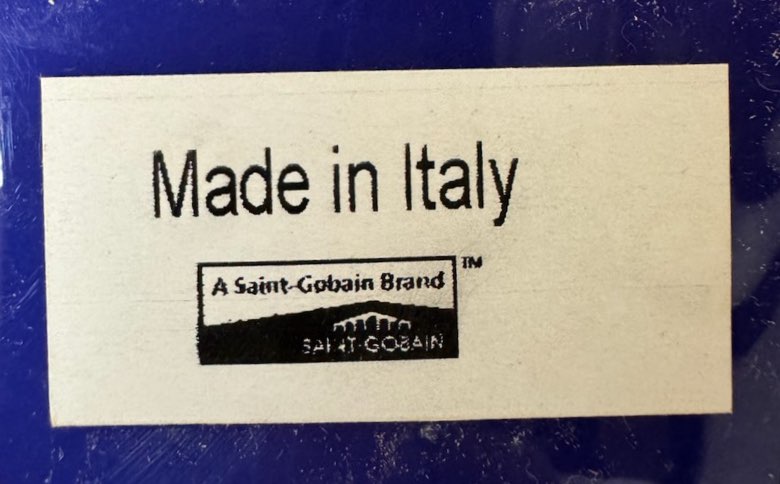 Made in Italy
A Saint-Gobain Brand
TM
SAINT-GOBAIN